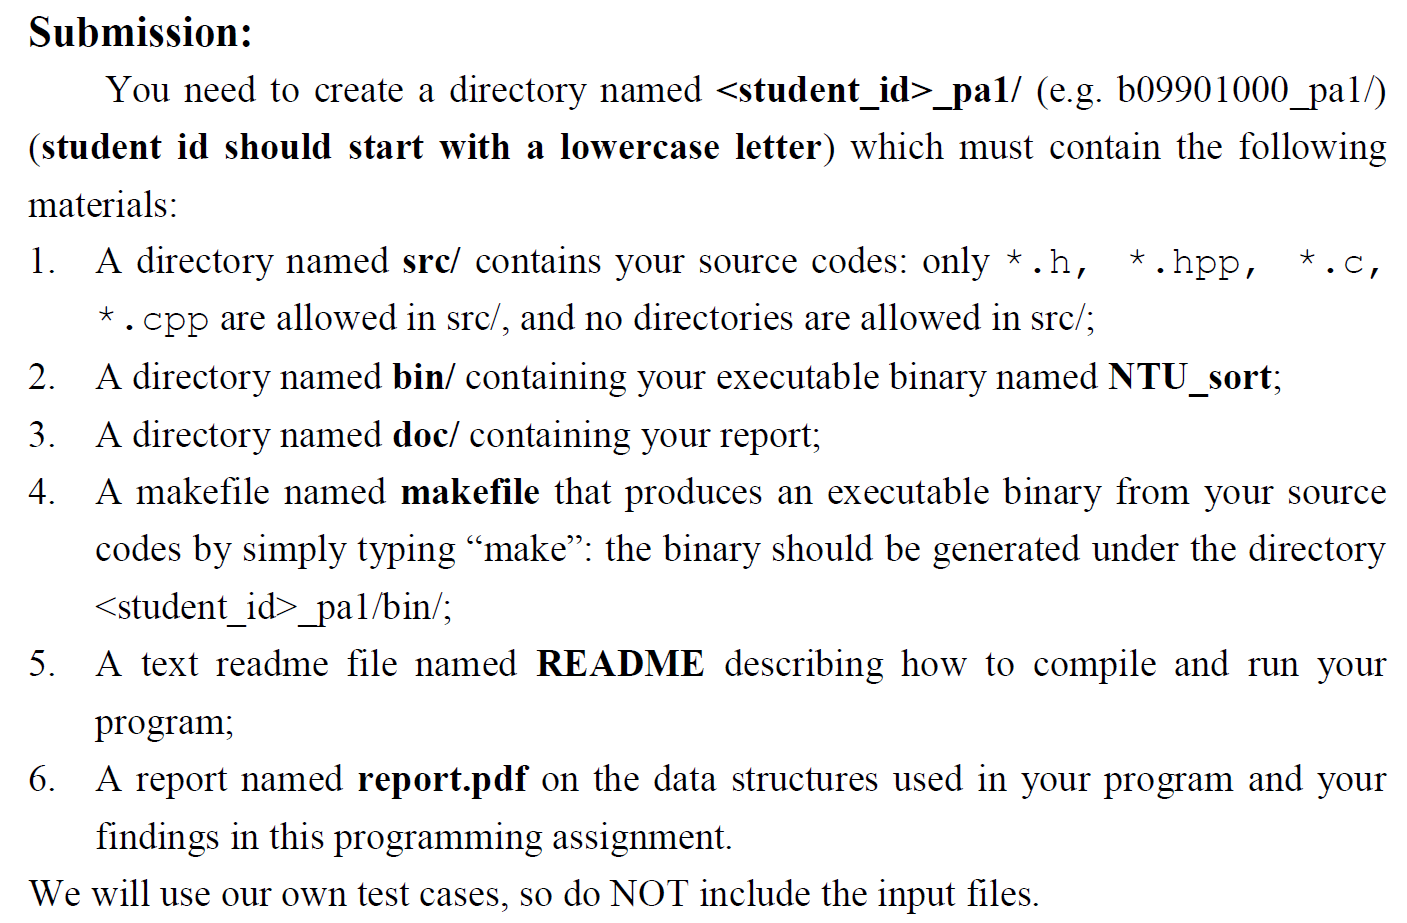 Submission:
You need to create a directory named <student_id>_pa1/ (e.g. b09901000_pa1/)
(student id should start with a lowercase letter) which must contain the following
materials:
1. A directory named src/ contains your source codes: only *.h, *.hpp, *.c,
*.cpp are allowed in src/, and no directories are allowed in src/;
2. A directory named bin/ containing your executable binary named NTU_sort;
3. A directory named doc/ containing your report;
4. A makefile named makefile that produces an executable binary from your source
codes by simply typing “make”: the binary should be generated under the directory
<student_id>_pa1/bin/;
5. A text readme file named README describing how to compile and run your
program;
6. A report named report.pdf on the data structures used in your program and your
findings in this programming assignment.
We will use our own test cases, so do NOT include the input files.